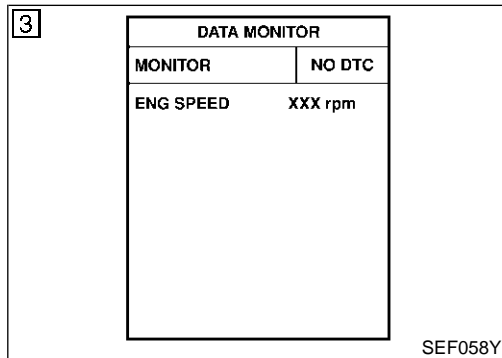 3
DATA MONITOR
MONITOR NO DTC
ENG SPEED XXX rpm
SEF058Y